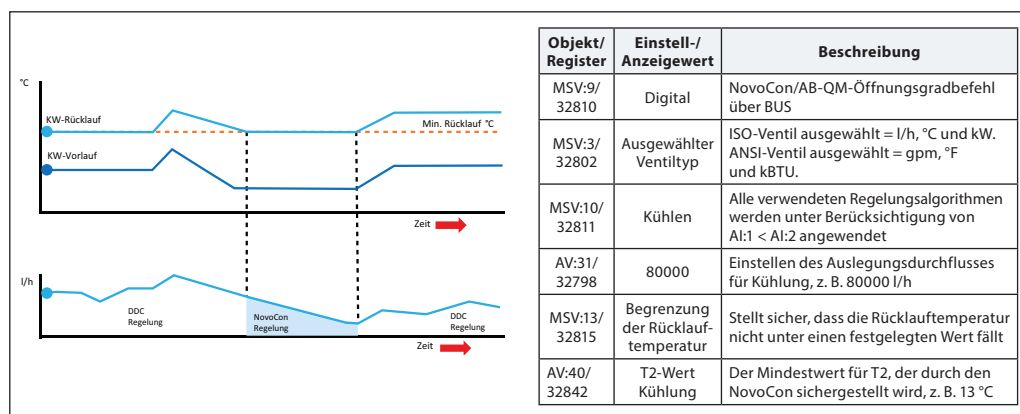 °C
KW-Rücklauf
Min. Rücklauf °C
KW-Vorlauf
Zeit
l/h
DDC
Regelung
NovoCon
Regelung
DDC
Regelung
Zeit
Objekt/
Register
Einstell-/
Anzeigewert
Beschreibung
MSV:9/
32810
Digital
NovoCon/AB-QM-Öffnungsgradbefehl
über BUS
MSV:3/
32802
Ausgewählter
Ventiltyp
ISO-Ventil ausgewählt = l/h, °C und kW.
ANSI-Ventil ausgewählt = gpm, °F
und kBTU.
MSV:10/
32811
Kühlen
Alle verwendeten Regelungsalgorithmen
werden unter Berücksichtigung von
AI:1 < AI:2 angewendet
AV:31/
32798
80000
Einstellen des Auslegungsdurchflusses
für Kühlung, z. B. 80000 l/h
MSV:13/
32815
Begrenzung
der Rücklauf-
temperatur
Stellt sicher, dass die Rücklauftemperatur
nicht unter einen festgelegten Wert fällt
AV:40/
32842
T2-Wert
Kühlung
Der Mindestwert für T2, der durch den
NovoCon sichergestellt wird, z. B. 13 °C